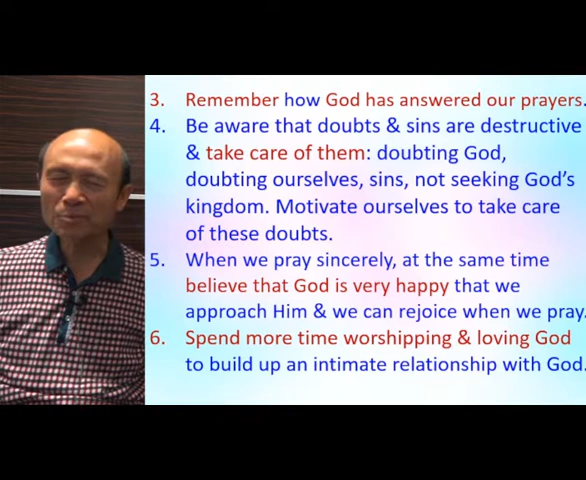 3. Remember how God has answered our prayers.
4. Be aware that doubts & sins are destructive
& take care of them: doubting God,
doubting ourselves, sins, not seeking God's
kingdom. Motivate ourselves to take care
of these doubts.
5. When we pray sincerely, at the same time
believe that God is very happy that we
approach Him & we can rejoice when we pray.
6. Spend more time worshipping & loving God
to build up an intimate relationship with God.